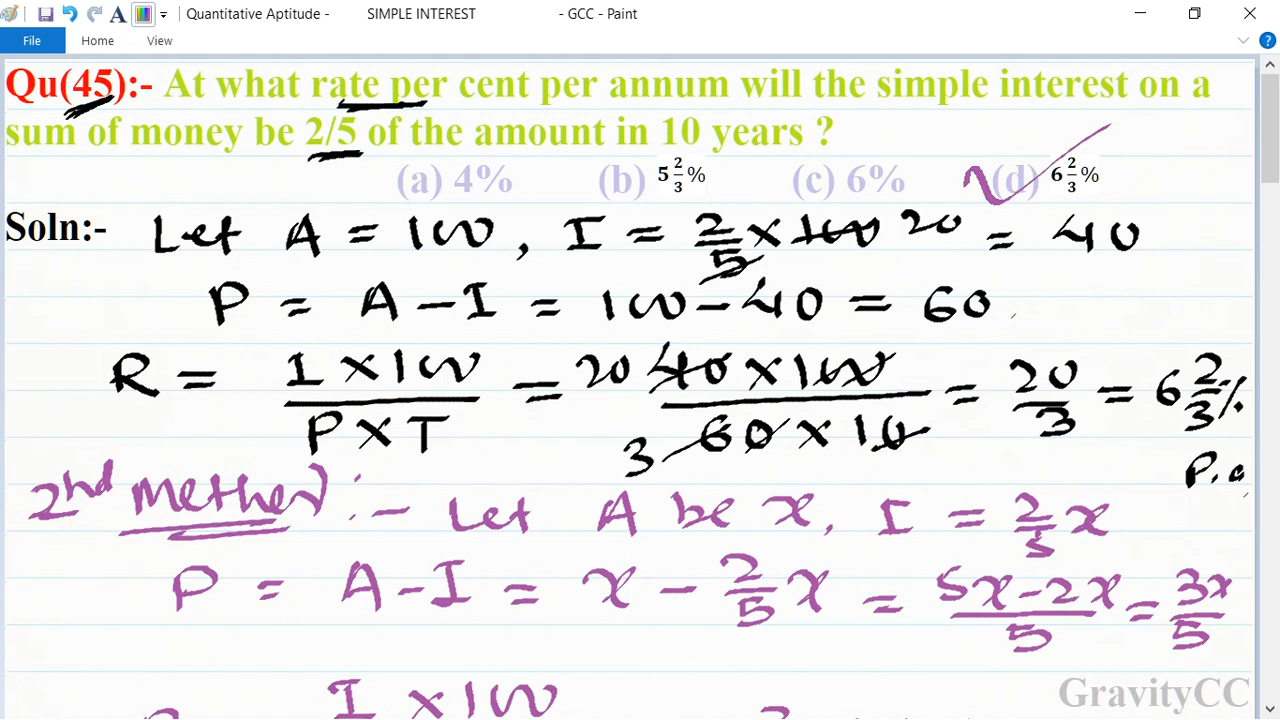 Quantitative Aptitude - SIMPLE INTEREST - GCC - Paint
File Home View
Qu(45):- At what rate per cent per annum will the simple interest on a
sum of money be 2/5 of the amount in 10 years ?
(a) 4% (b) 5 2/3 % (c) 6% (d) 6 2/3 %
Soln:- Let A = 100, I = 2/5 × 100 20 = 40
P = A - I = 100 - 40 = 60
R = I × 100 / P × T = 20 40 × 100 / 3 60 × 10 = 20/3 = 6 2/3 % P.a
2nd Method :- Let A be x, I = 2/5 x
P = A - I = x - 2/5 x = 5x - 2x / 5 = 3x/5
I × 100
GravityCC